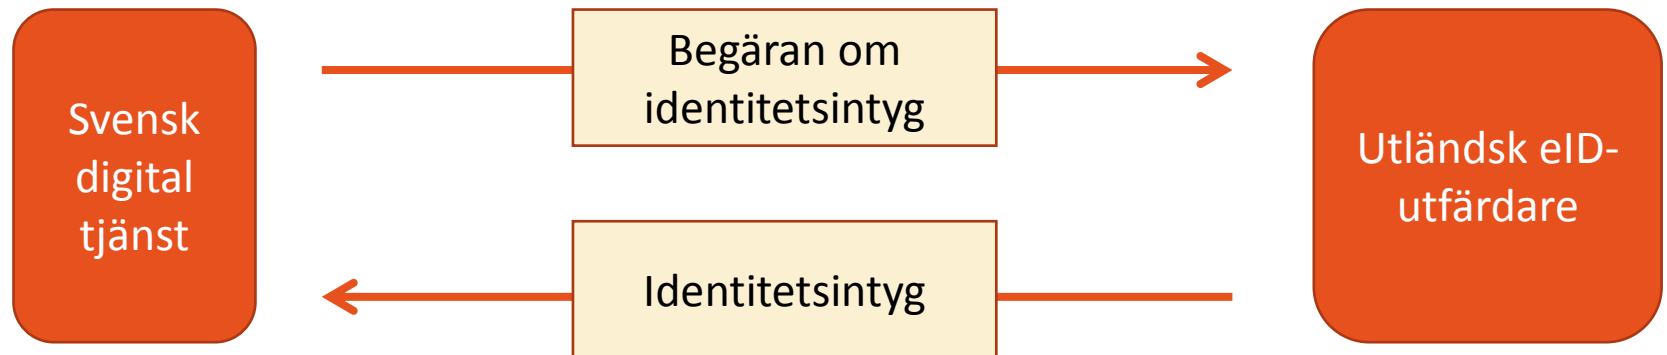 Svensk
digital
tjänst
Begäran om
identitetsintyg
Identitetsintyg
Utländsk eID-
utfärdare